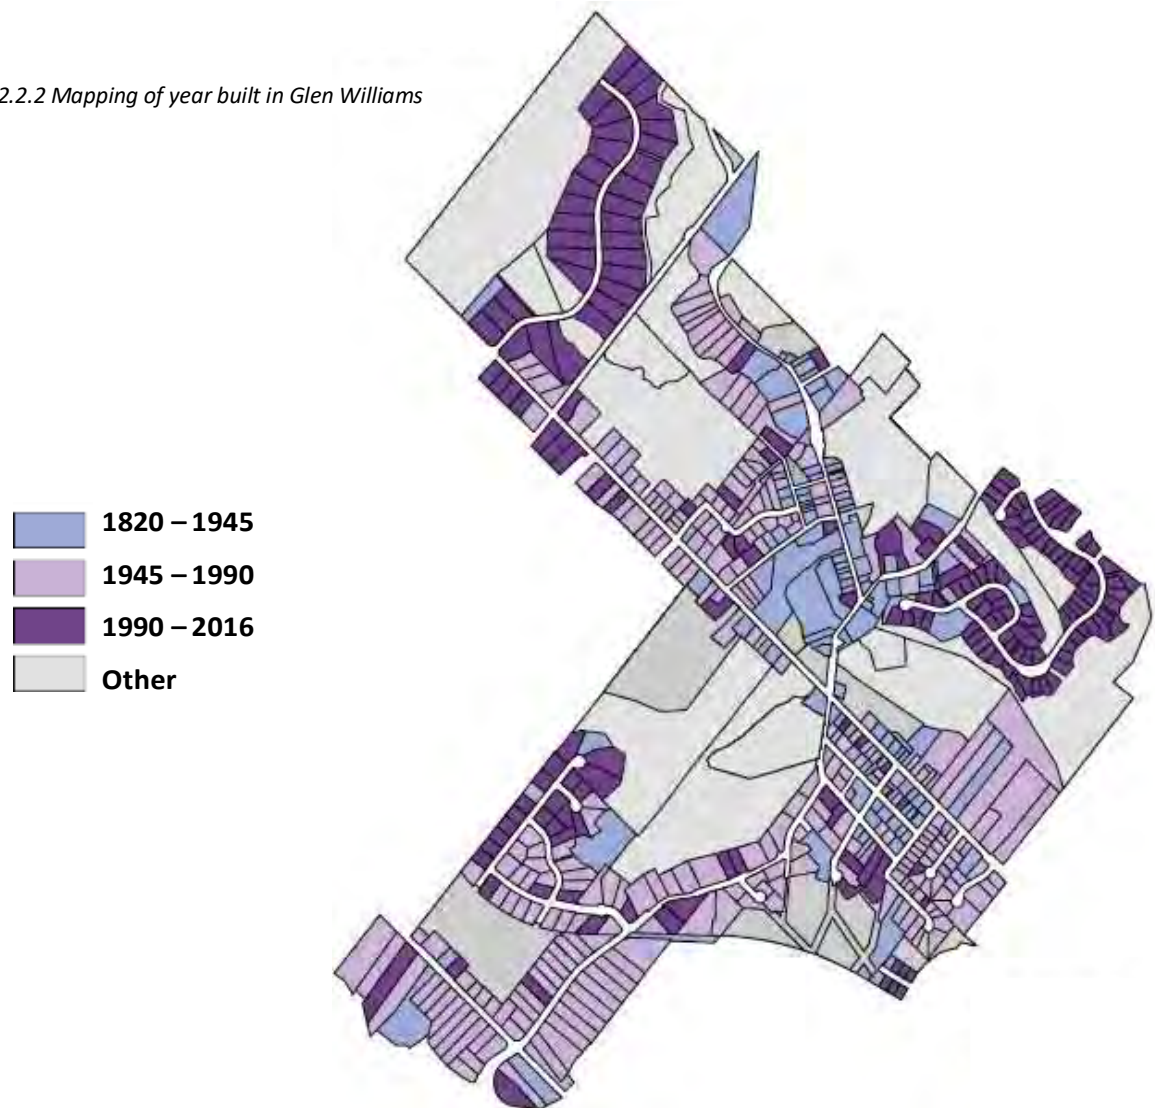 2.2.2 Mapping of year built in Glen Williams
1820 – 1945
1945 – 1990
1990 – 2016
Other